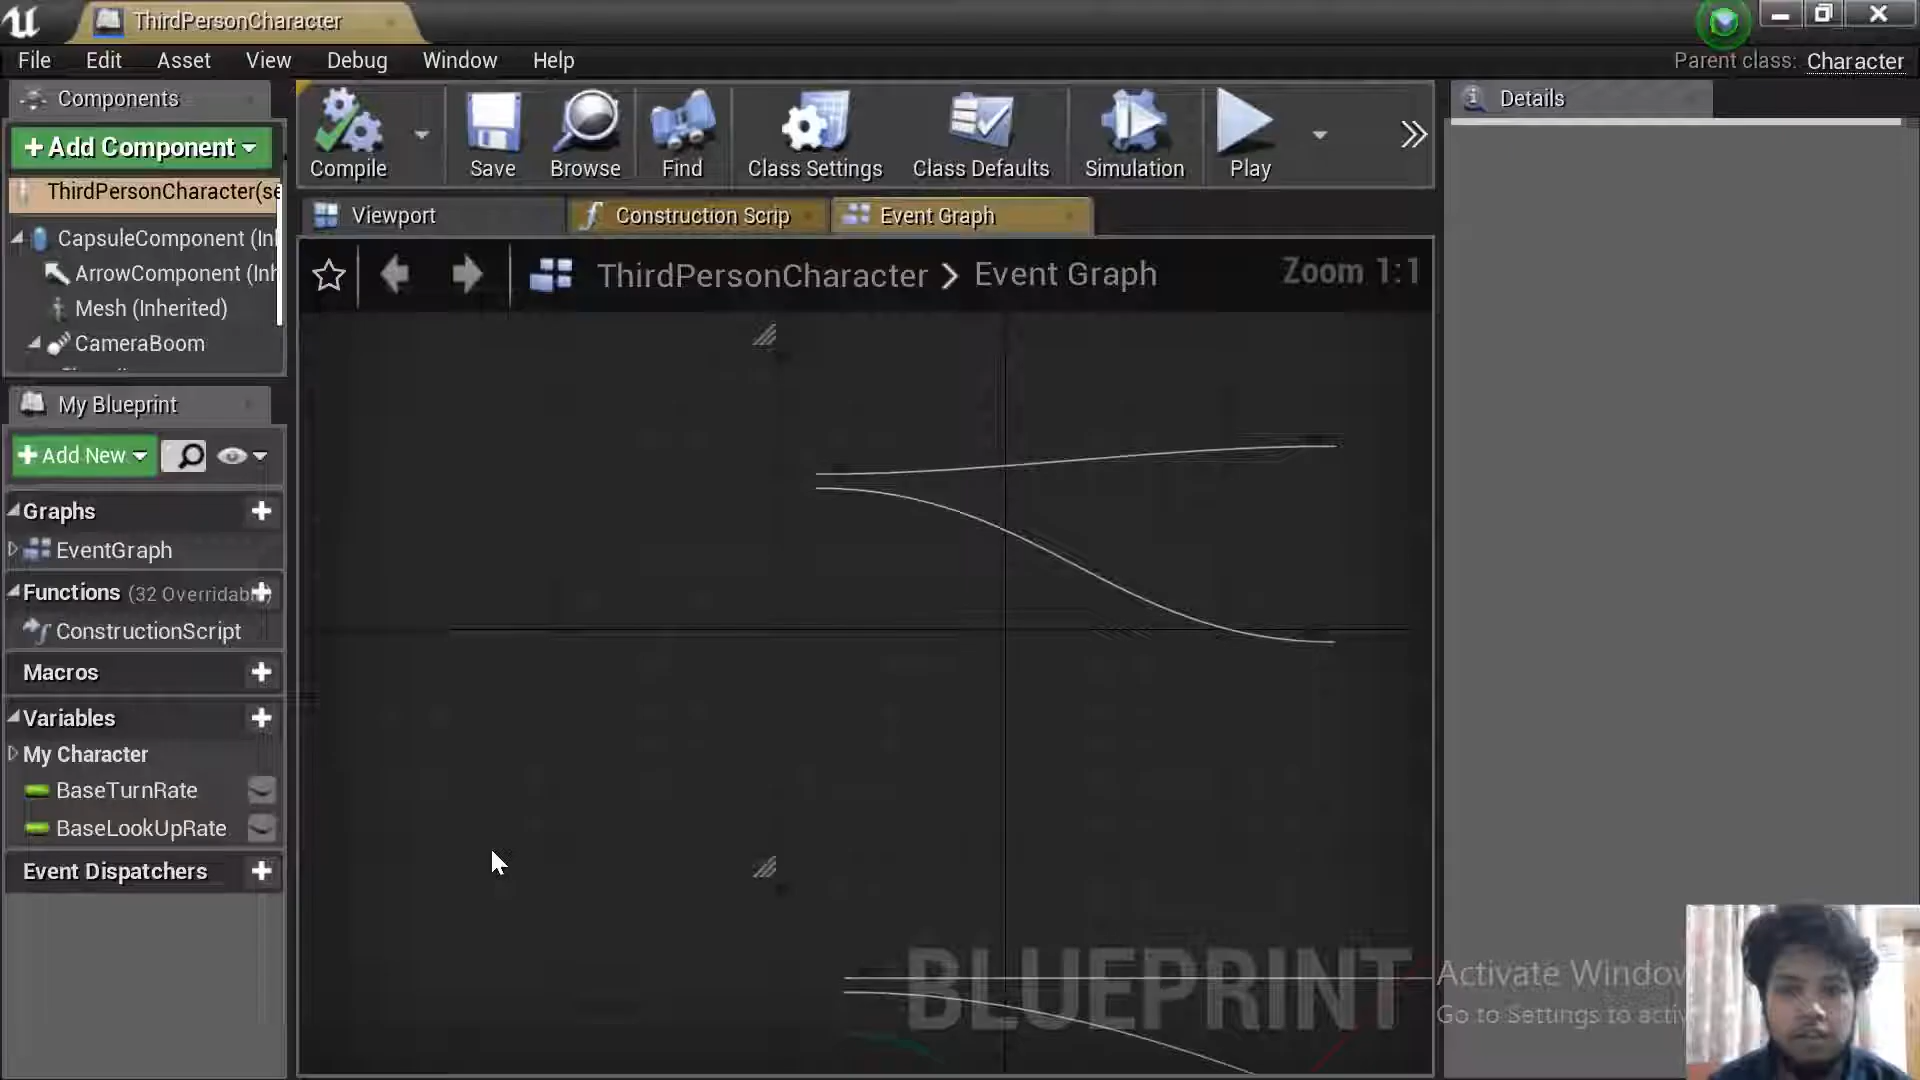 ThirdPersonCharacter
File Edit Asset View Debug Window Help
Parent class: Character
Components
+ Add Component
ThirdPersonCharacter(se
CapsuleComponent (Inl
ArrowComponent (Inh
Mesh (Inherited)
CameraBoom
Compile Save Browse Find Class Settings Class Defaults Simulation Play
Details
Viewport Construction Scrip Event Graph
ThirdPersonCharacter > Event Graph Zoom 1:1
My Blueprint
+ Add New
Graphs
EventGraph
Functions (32 Overridab
ConstructionScript
Macros
Variables
My Character
BaseTurnRate
BaseLookUpRate
Event Dispatchers
BLUEPRINT
Activate Window
Go to Settings to activ